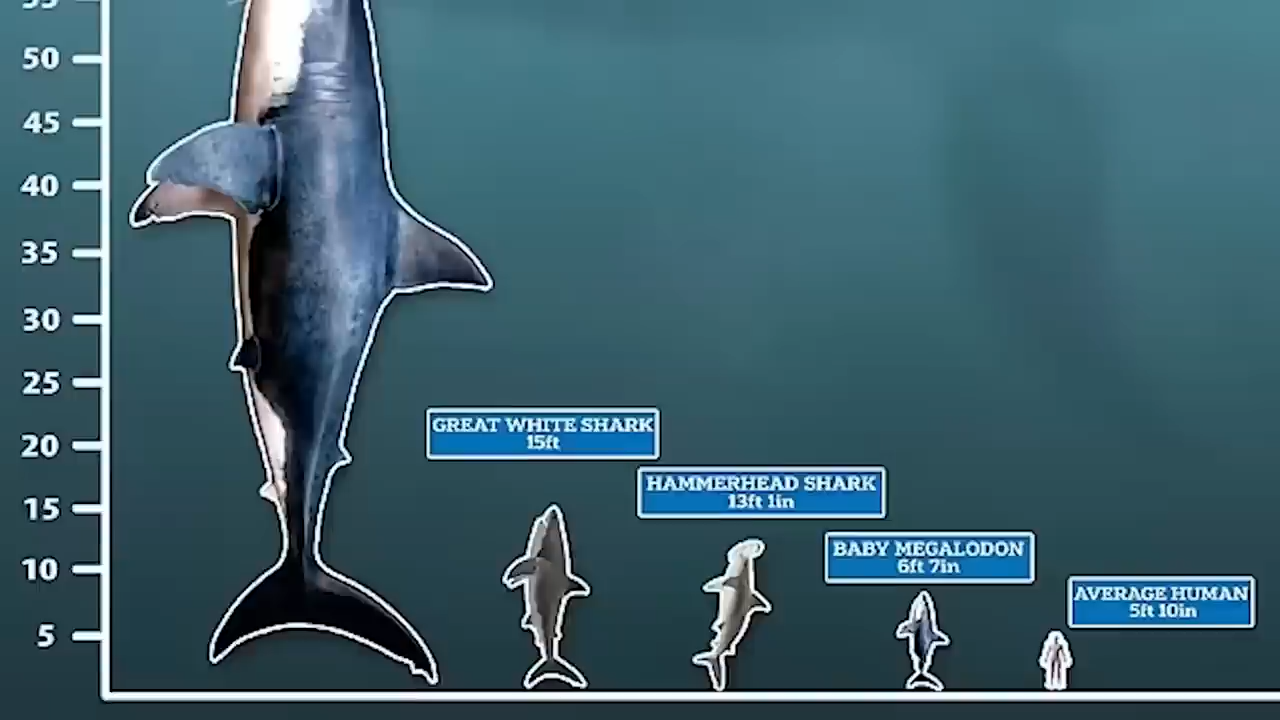 55
50
45
40
35
30
25
20
15
10
5
GREAT WHITE SHARK
15ft
HAMMERHEAD SHARK
13ft 1in
BABY MEGALODON
6ft 7in
AVERAGE HUMAN
5ft 10in